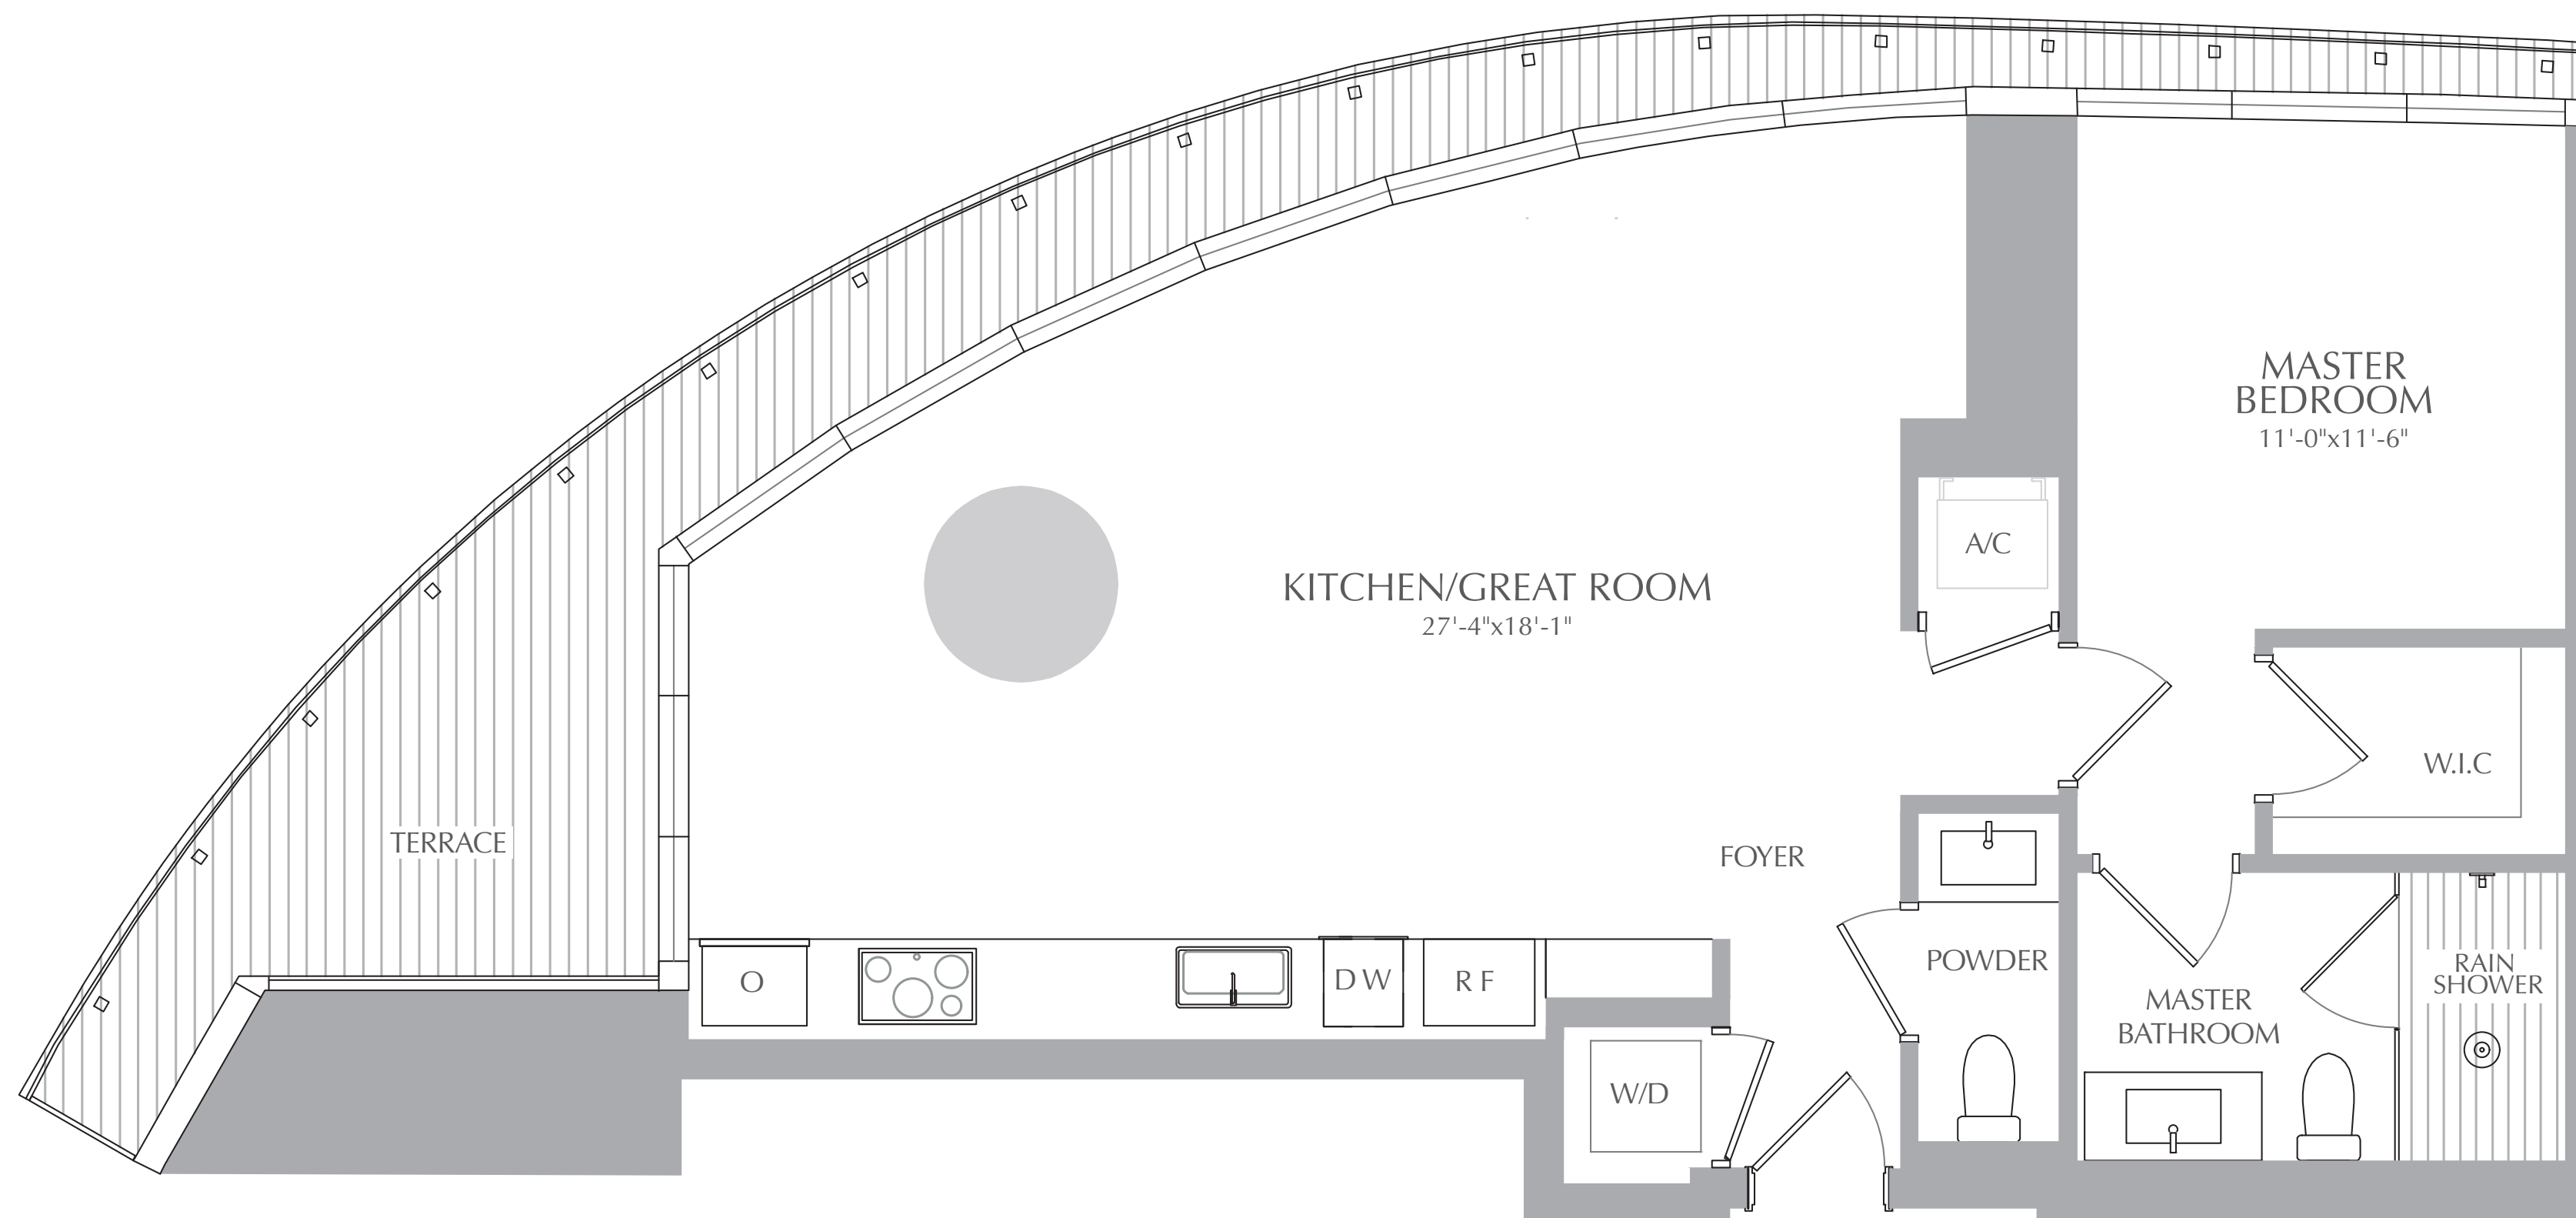 MASTER
BEDROOM
11'-0"x11'-6"
A/C
KITCHEN/GREAT ROOM
27'-4"x18'-1"
W.I.C
TERRACE
FOYER
O
DW
RF
POWDER
RAIN
SHOWER
MASTER
BATHROOM
W/D